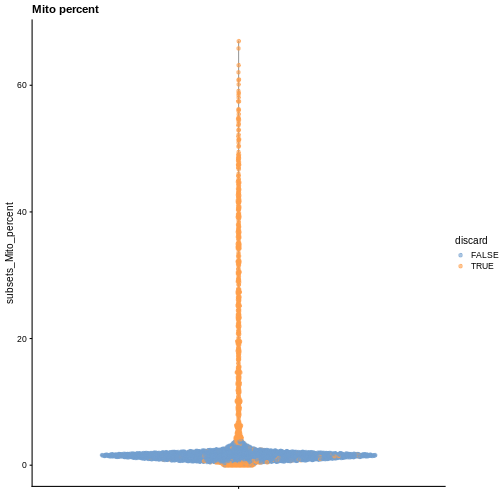 Mito percent
60
40
20
0
subsets_Mito_percent
discard
FALSE
TRUE